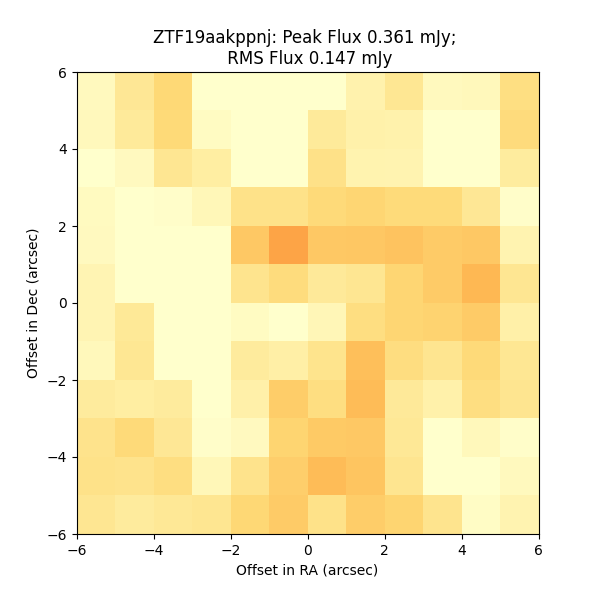 ZTF19aakppnj: Peak Flux 0.361 mJy;
RMS Flux 0.147 mJy
6
4
2
0
−2
−4
−6
Offset in Dec (arcsec)
−6 −4 −2 0 2 4 6
Offset in RA (arcsec)